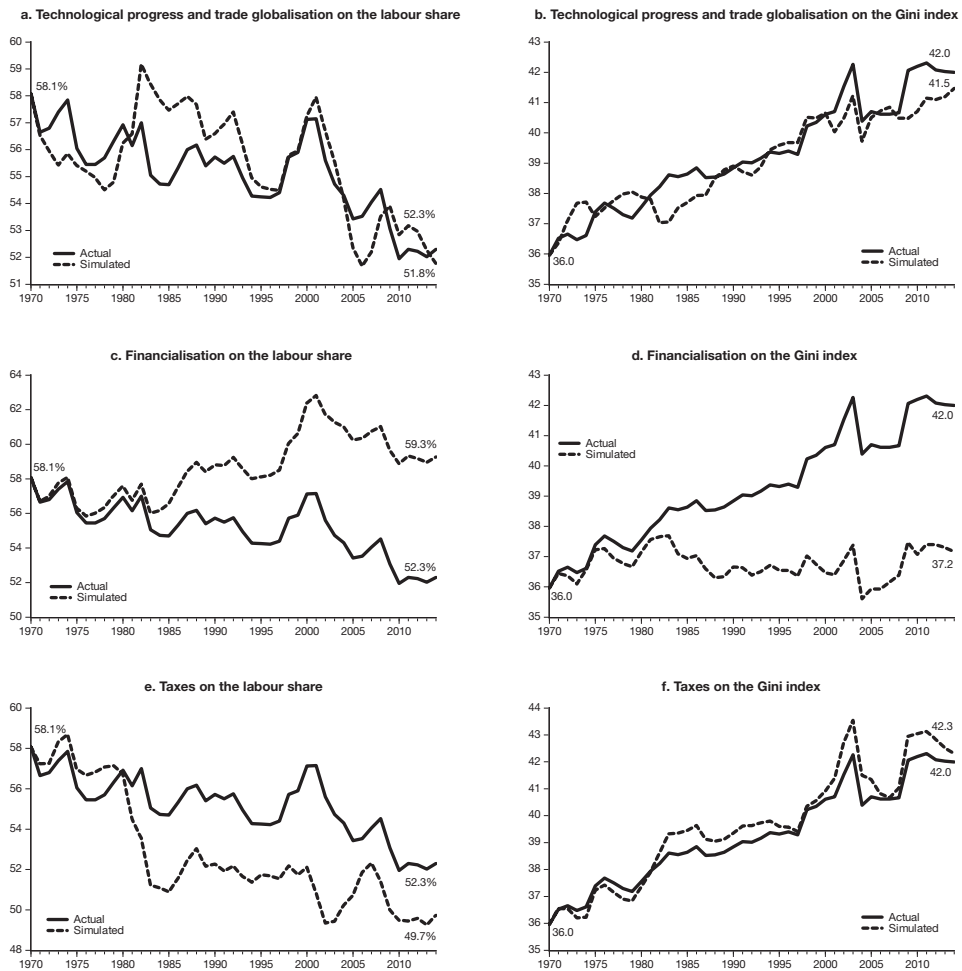 a. Technological progress and trade globalisation on the labour share
60
59
58
57
56
55
54
53
52
51
58.1%
52.3%
51.8%
Actual
Simulated
1970 1975 1980 1985 1990 1995 2000 2005 2010
b. Technological progress and trade globalisation on the Gini index
43
42
41
40
39
38
37
36
35
42.0
41.5
36.0
Actual
Simulated
1970 1975 1980 1985 1990 1995 2000 2005 2010
c. Financialisation on the labour share
64
62
60
58
56
54
52
50
58.1%
59.3%
52.3%
Actual
Simulated
1970 1975 1980 1985 1990 1995 2000 2005 2010
d. Financialisation on the Gini index
43
42
41
40
39
38
37
36
35
42.0
Actual
Simulated
37.2
36.0
1970 1975 1980 1985 1990 1995 2000 2005 2010
e. Taxes on the labour share
60
58
56
54
52
50
48
58.1%
52.3%
49.7%
Actual
Simulated
1970 1975 1980 1985 1990 1995 2000 2005 2010
f. Taxes on the Gini index
44
43
42
41
40
39
38
37
36
35
42.3
42.0
36.0
Actual
Simulated
1970 1975 1980 1985 1990 1995 2000 2005 2010